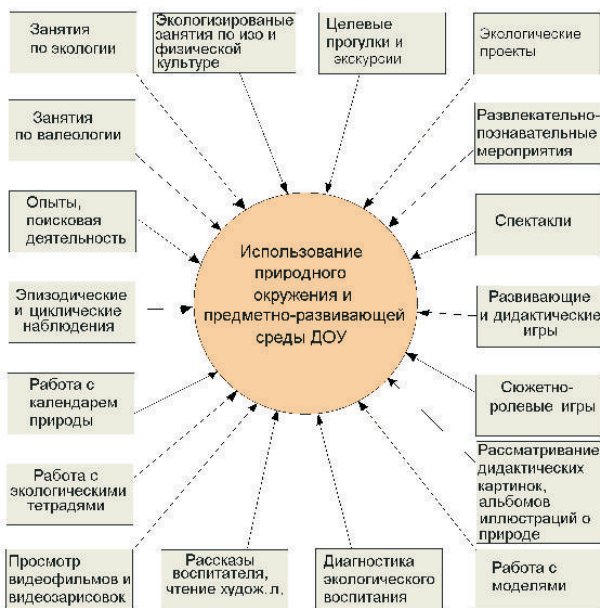 Занятия
по экологии
Экологизированые
занятия по изо и
физической
культуре
Целевые
прогулки и
экскурсии
Экологические
проекты
Занятия
по валеологии
Развлекательно-
познавательные
мероприятия
Опыты,
поисковая
деятельность
Спектакли
Использование
природного
окружения и
предметно-развивающей
среды ДОУ
Эпизодические
и циклические
наблюдения
Развивающие
и дидактические
игры
Работа с
календарем
природы
Сюжетно-
ролевые игры
Работа с
экологическими
тетрадями
Рассматривание
дидактических
картинок,
альбомов
иллюстраций о
природе
Просмотр
видеофильмов и
видеозарисовок
Рассказы
воспитателя,
чтение худож. л.
Диагностика
экологического
воспитания
Работа с
моделями